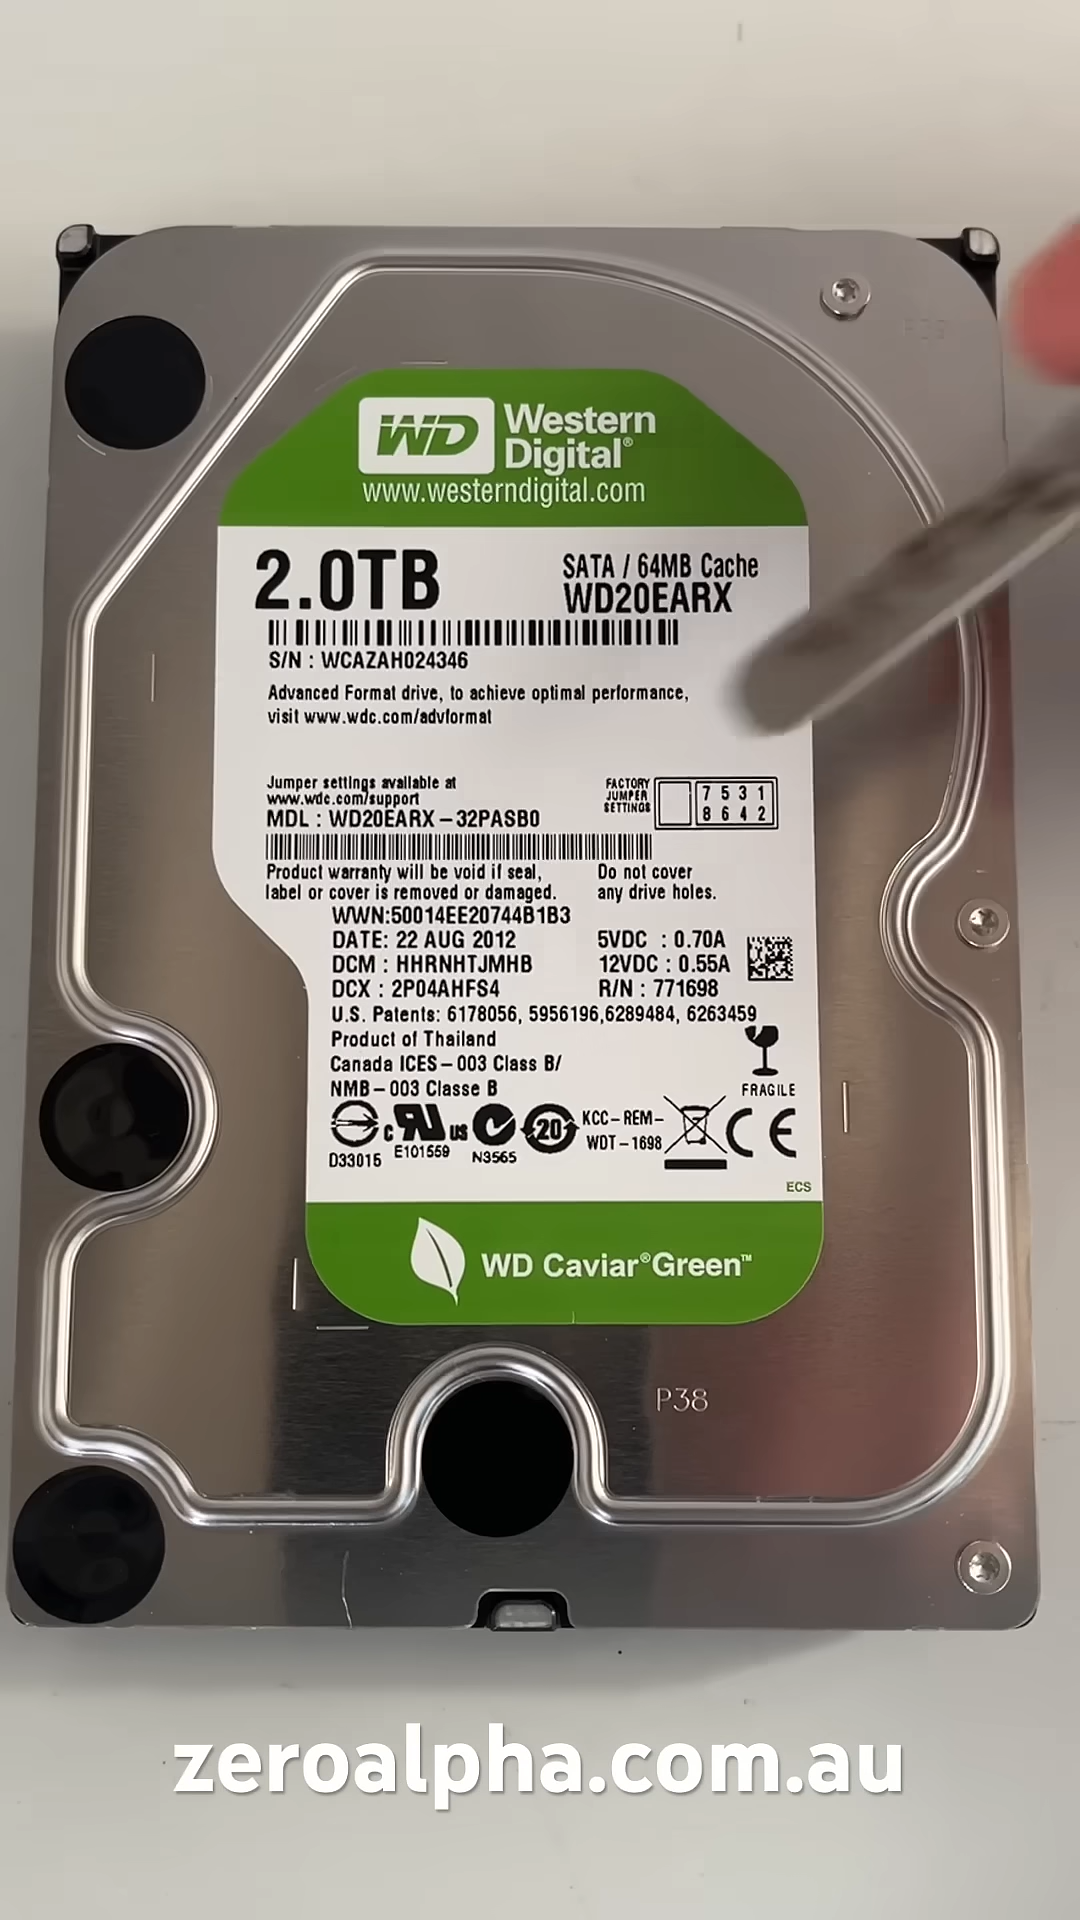 WD Western
Digital®
www.westerndigital.com
2.0TB
SATA / 64MB Cache
WD20EARX
S/N : WCAZAH024346
Advanced Format drive, to achieve optimal performance,
visit www.wdc.com/advformat
Jumper settings available at
www.wdc.com/support
FACTORY
JUMPER
SETTINGS
7 5 3 1
8 6 4 2
MDL : WD20EARX-32PASB0
Product warranty will be void if seal,
label or cover is removed or damaged.
Do not cover
any drive holes.
WWN:50014EE20744B1B3
DATE: 22 AUG 2012
DCM : HHRNHTJMHB
DCX : 2P04AHFS4
5VDC : 0.70A
12VDC : 0.55A
R/N : 771698
U.S. Patents: 6178056, 5956196,6289484, 6263459
Product of Thailand
Canada ICES-003 Class B/
NMB-003 Classe B
FRAGILE
D33015
c RU us
E101559
N3565
20
KCC-REM-
WDT-1698
CE
ECS
WD Caviar®Green™
P38
zeroalpha.com.au